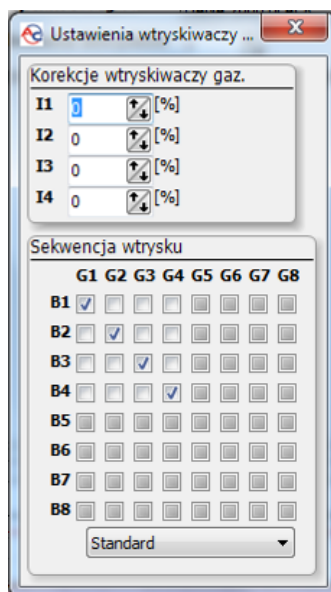 Ustawienia wtryskiwaczy ...
Korekcje wtryskiwaczy gaz.
I1 0 [%]
I2 0 [%]
I3 0 [%]
I4 0 [%]
Sekwencja wtrysku
G1 G2 G3 G4 G5 G6 G7 G8
B1
B2
B3
B4
B5
B6
B7
B8
Standard